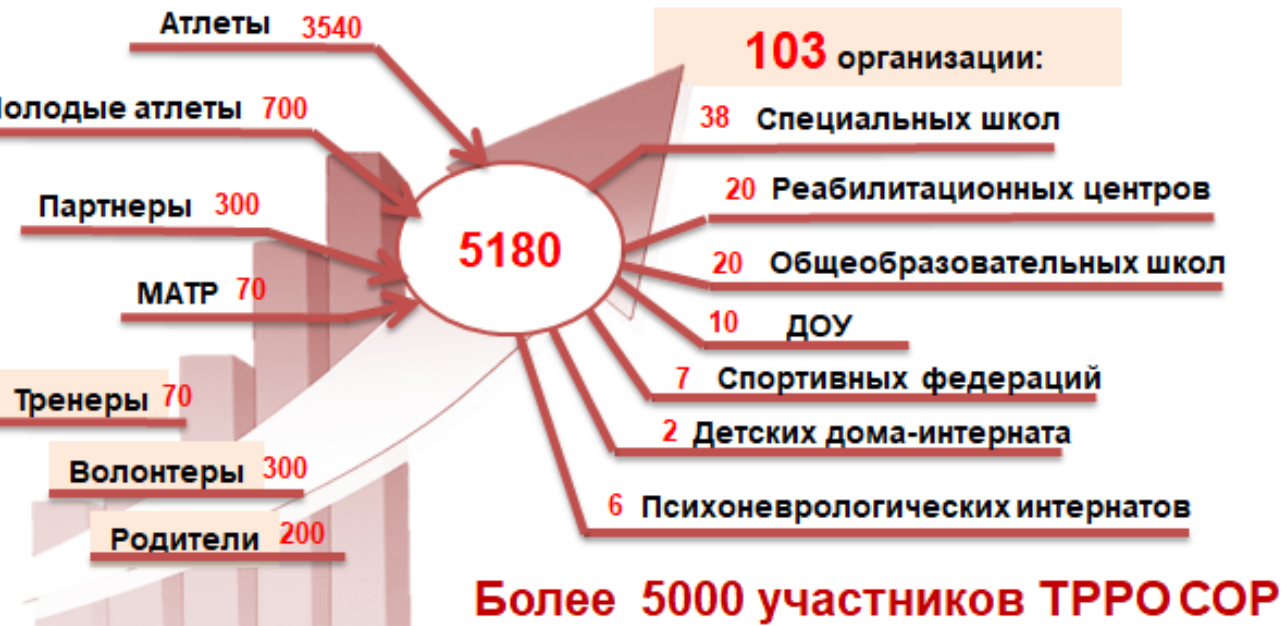 Атлеты 3540
олодые атлеты 700
Партнеры 300
МАТР 70
Тренеры 70
Волонтеры 300
Родители 200
5180
103 организации:
38 Специальных школ
20 Реабилитационных центров
20 Общеобразовательных школ
10 ДОУ
7 Спортивных федераций
2 Детских дома-интерната
6 Психоневрологических интернатов
Более 5000 участников ТРРО СОР